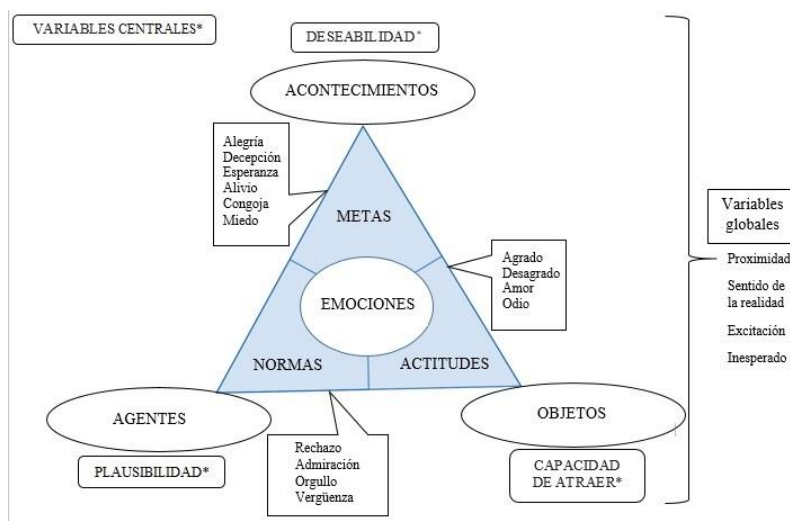 VARIABLES CENTRALES*
DESEABILIDAD*
ACONTECIMIENTOS
Alegría
Decepción
Esperanza
Alivio
Congoja
Miedo
METAS
Agrado
Desagrado
Amor
Odio
EMOCIONES
NORMAS
ACTITUDES
AGENTES
PLAUSIBILIDAD*
Rechazo
Admiración
Orgullo
Vergüenza
OBJETOS
CAPACIDAD
DE ATRAER*
Variables
globales
Proximidad
Sentido de
la realidad
Excitación
Inesperado